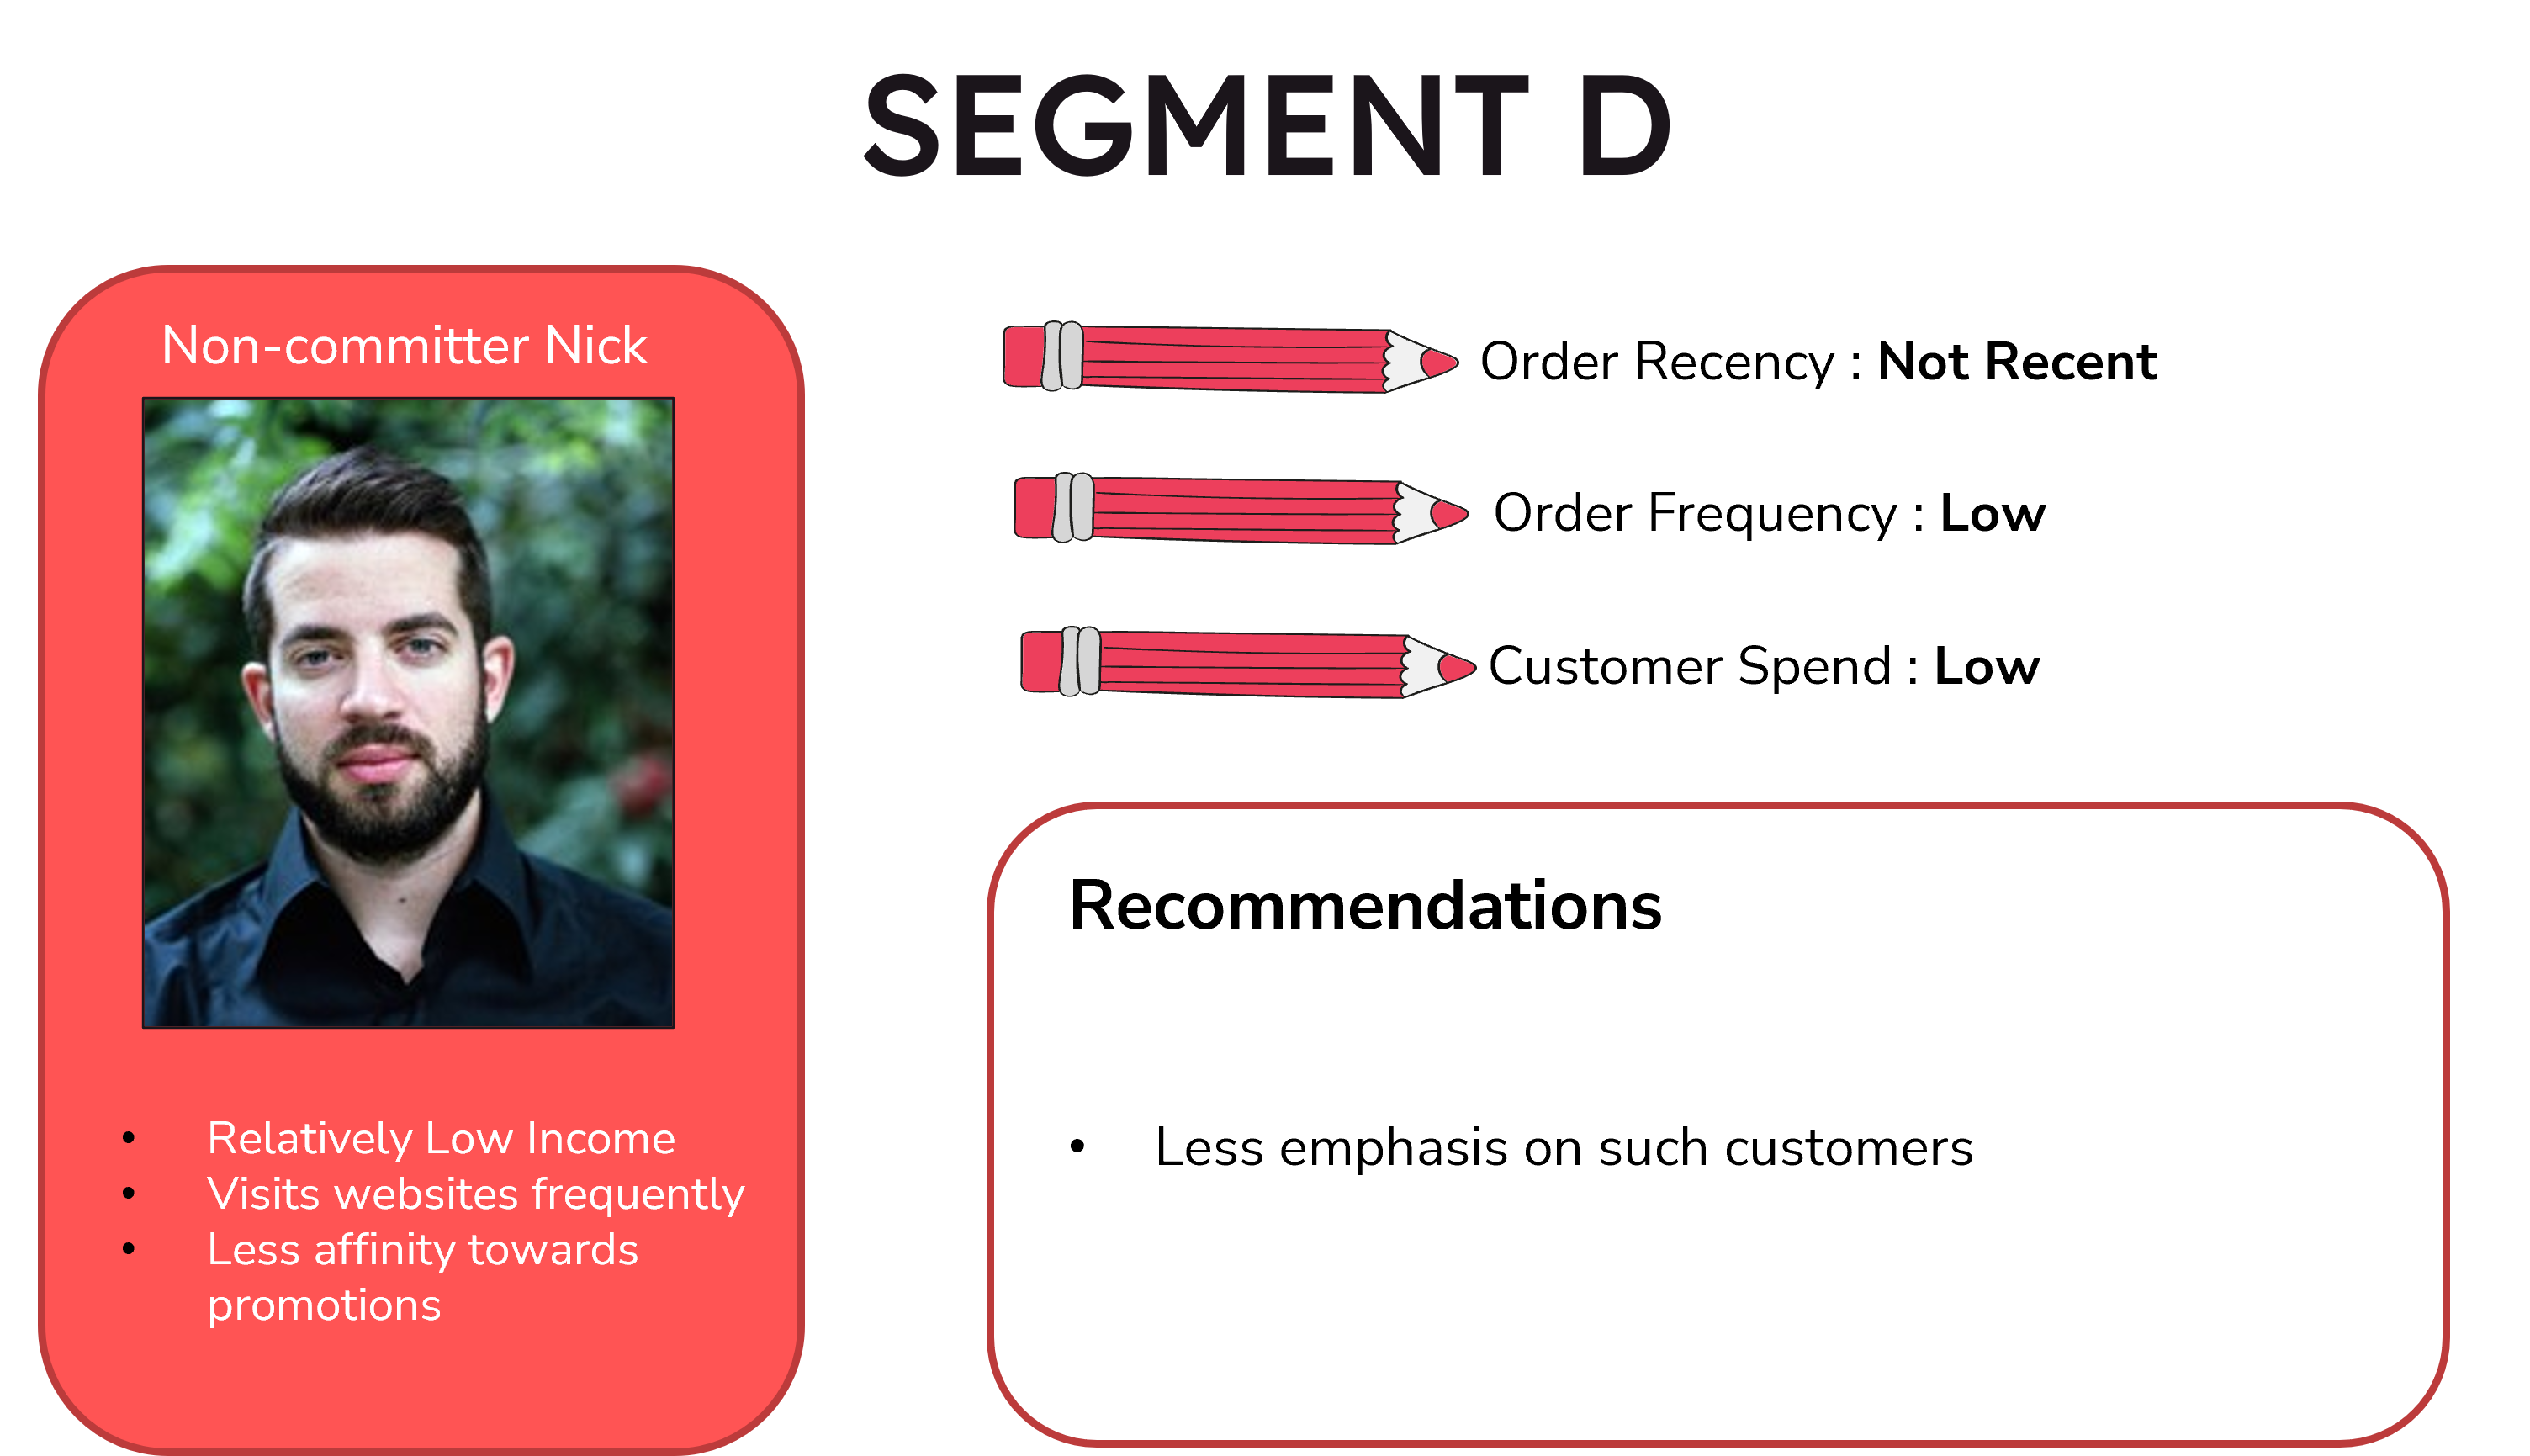 SEGMENT D
Non-committer Nick
• Relatively Low Income
• Visits websites frequently
• Less affinity towards
promotions
Order Recency : Not Recent
Order Frequency : Low
Customer Spend : Low
Recommendations
• Less emphasis on such customers